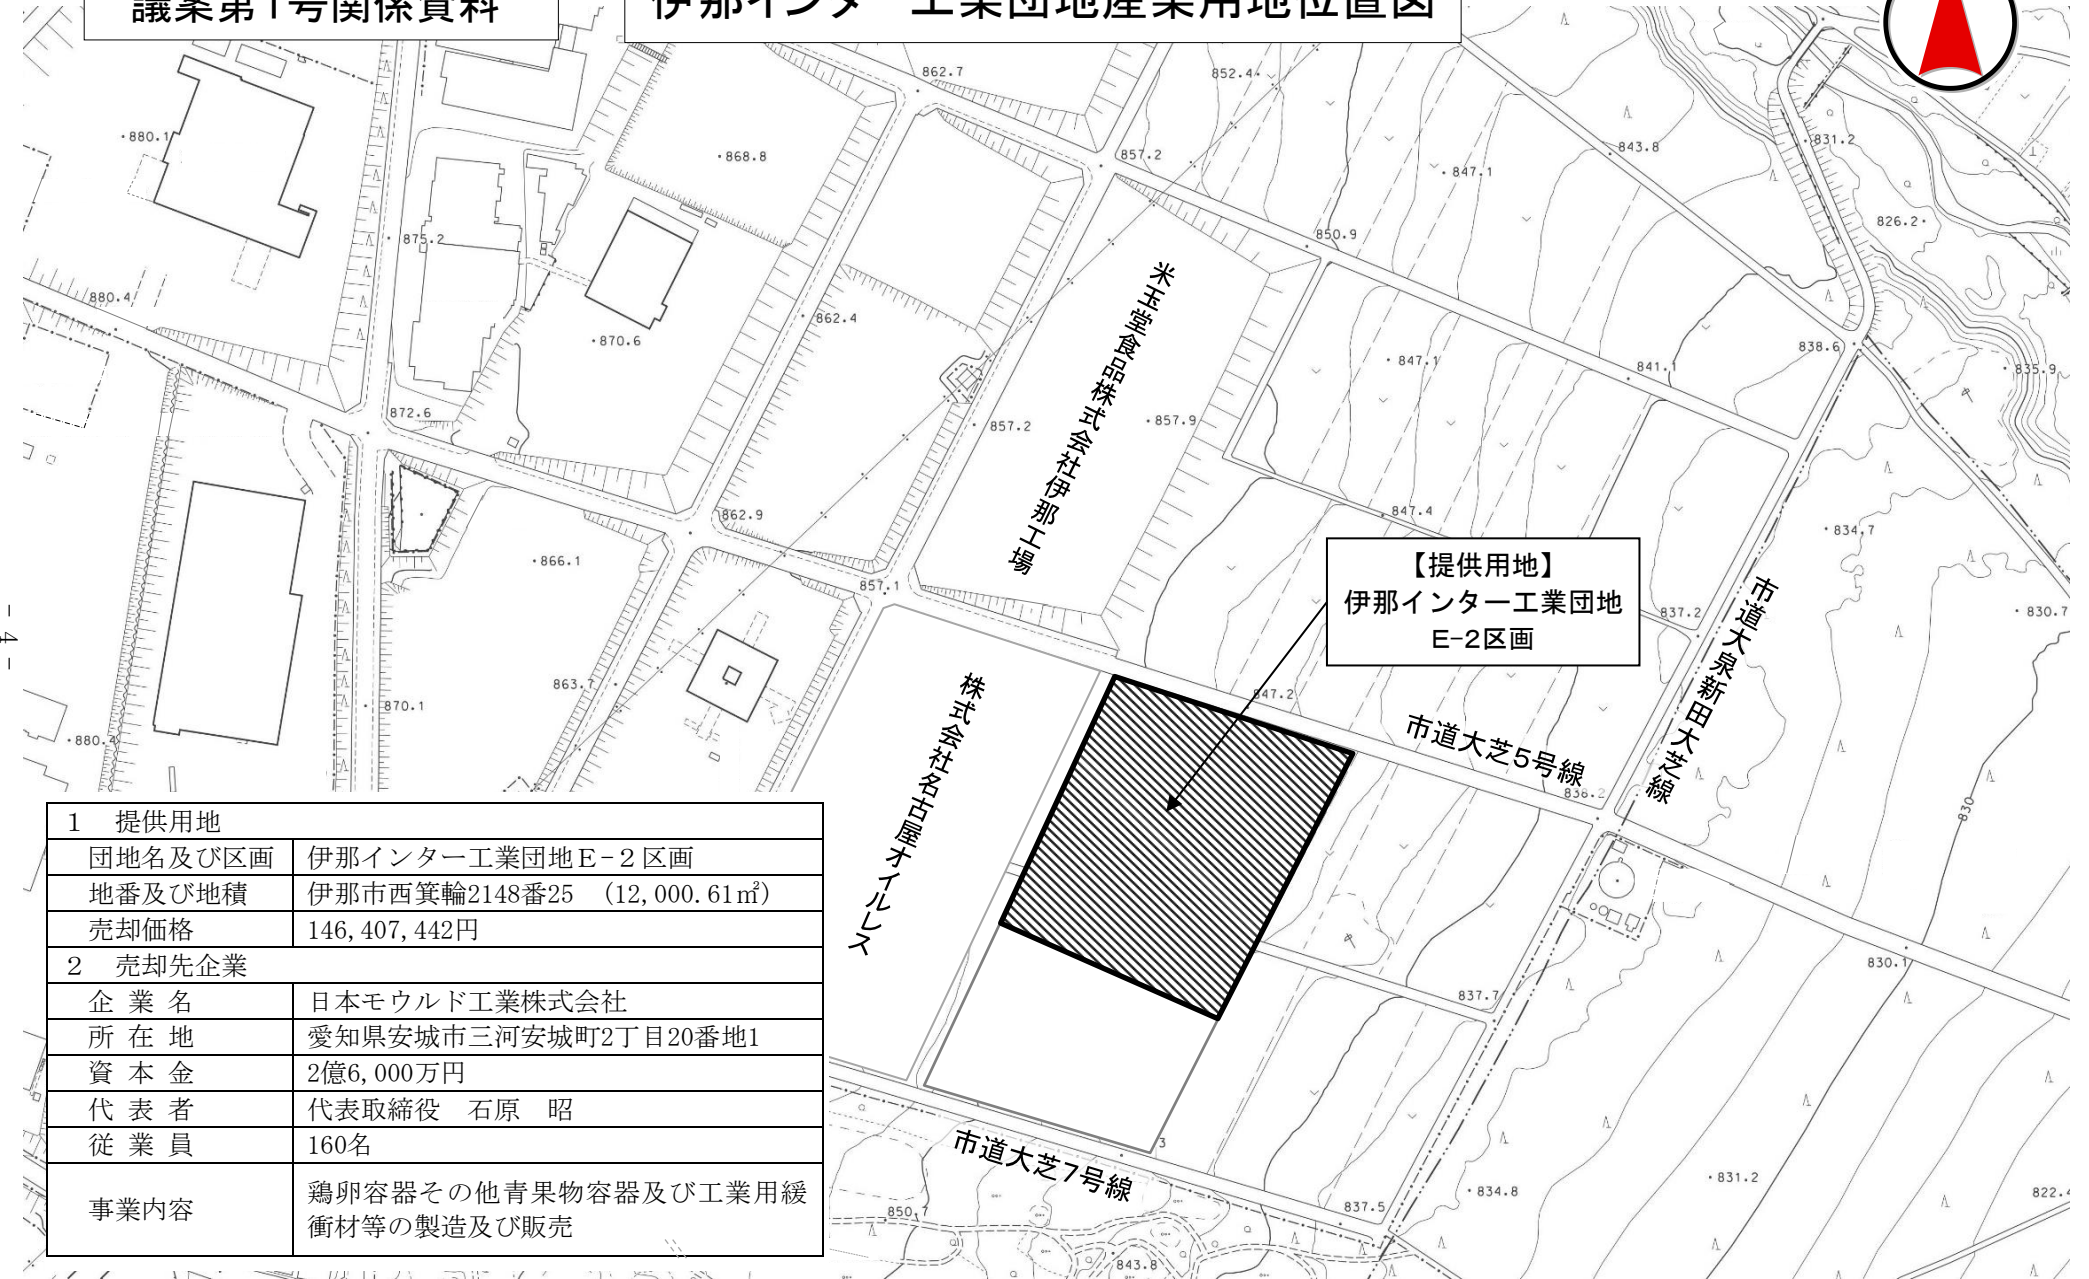 議案第1号関係資料
伊那インター工業団地産業用地位置図
862.7
852.4
880.1
868.8
857.2
843.8
831.2
847.1
826.2
875.2
850.9
880.4
862.4
870.6
847.1
841.1
838.6
835.9
872.6
857.2
857.9
米玉堂食品株式会社伊那工場
862.9
847.4
834.7
866.1
857.1
【提供用地】
伊那インター工業団地
E-2区画
837.2
830.7
市道大泉新田大芝線
863.7
870.1
847.2
880.4
株式会社名古屋オイルレス
市道大芝5号線
838.2
830
1 提供用地
団地名及び区画 伊那インター工業団地E-2区画
地番及び地積 伊那市西箕輪2148番25 (12,000.61㎡)
売却価格 146,407,442円
2 売却先企業
企業名 日本モウルド工業株式会社
所在地 愛知県安城市三河安城町2丁目20番地1
資本金 2億6,000万円
代表者 代表取締役 石原 昭
従業員 160名
事業内容 鶏卵容器その他青果物容器及び工業用緩
衝材等の製造及び販売
830.1
837.7
3
市道大芝7号線
850.7
834.8
831.2
837.5
822.4
843.8
- 4 -